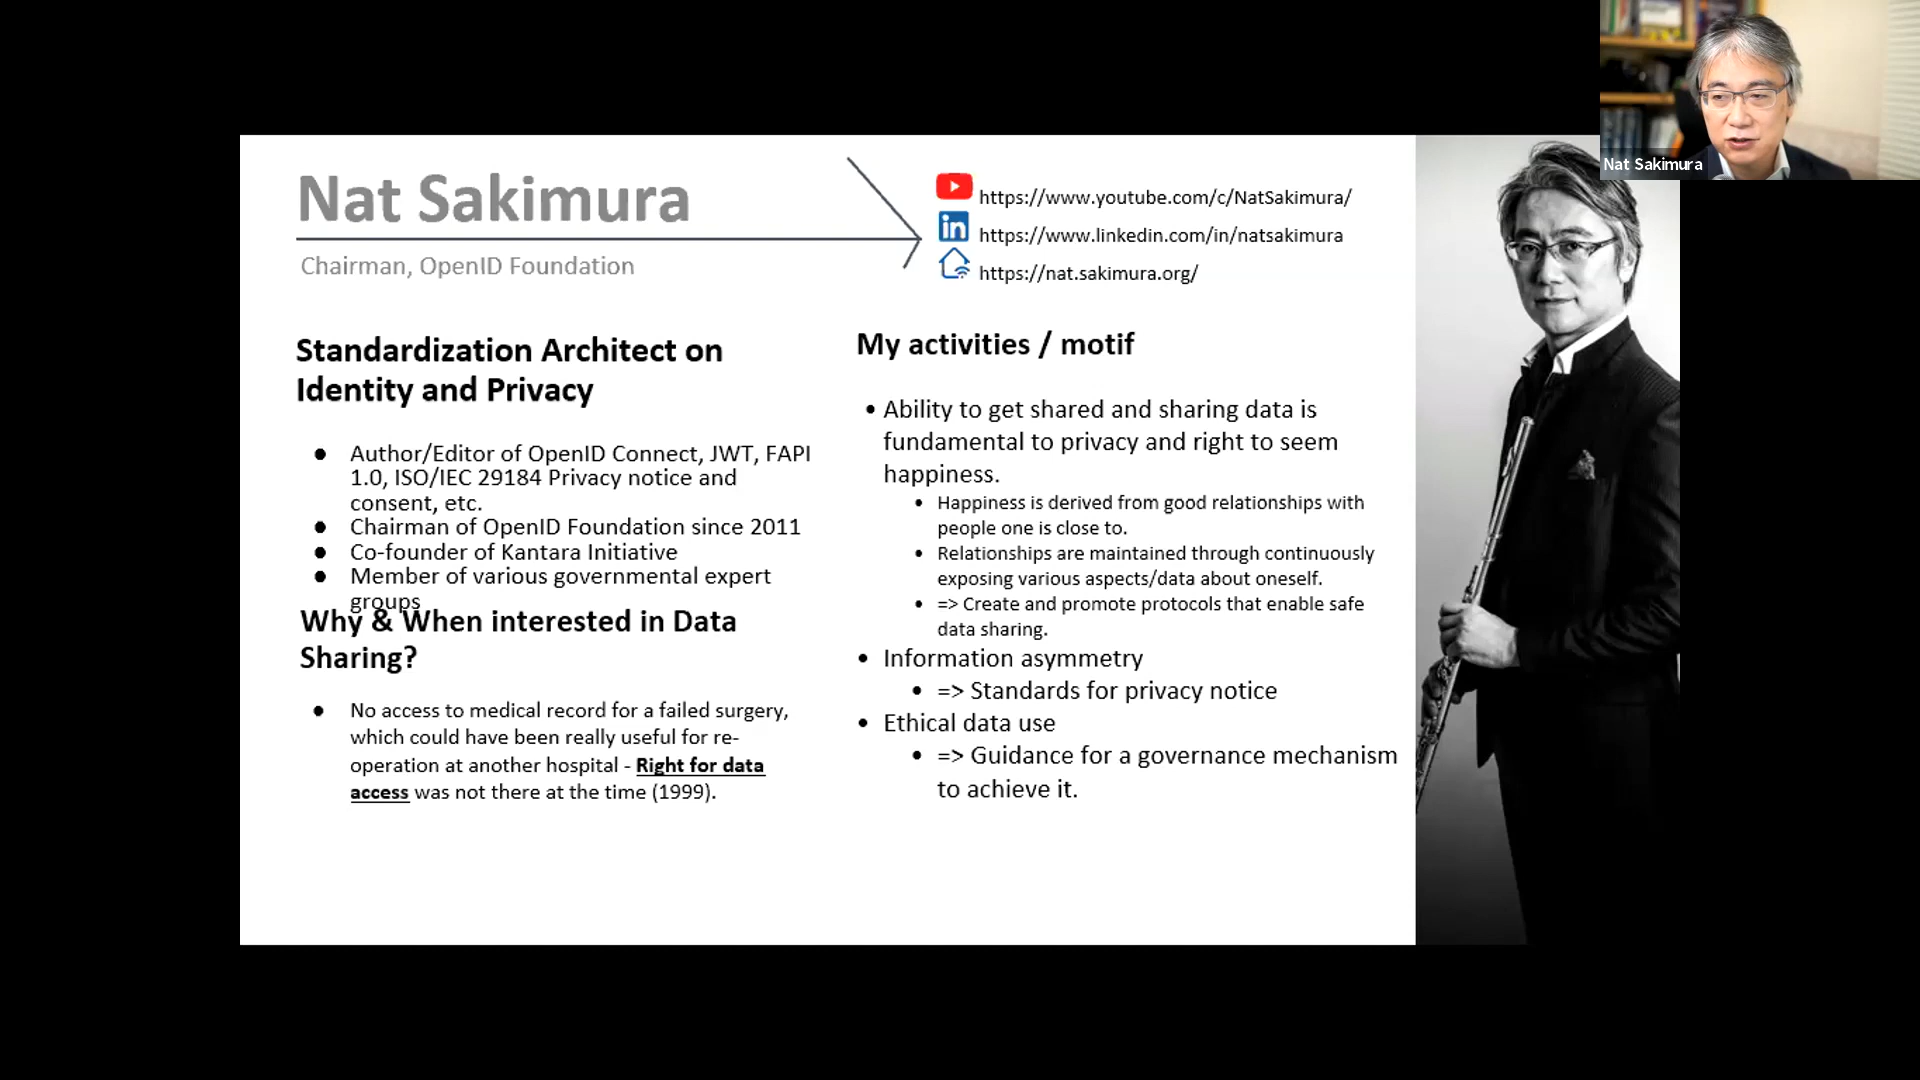 Nat Sakimura
Chairman, OpenID Foundation
https://www.youtube.com/c/NatSakimura/
in https://www.linkedin.com/in/natsakimura
https://nat.sakimura.org/
Nat Sakimura
Standardization Architect on
Identity and Privacy
● Author/Editor of OpenID Connect, JWT, FAPI
1.0, ISO/IEC 29184 Privacy notice and
consent, etc.
● Chairman of OpenID Foundation since 2011
● Co-founder of Kantara Initiative
● Member of various governmental expert
groups
Why & When interested in Data
Sharing?
● No access to medical record for a failed surgery,
which could have been really useful for re-
operation at another hospital - Right for data
access was not there at the time (1999).
My activities / motif
• Ability to get shared and sharing data is
fundamental to privacy and right to seem
happiness.
• Happiness is derived from good relationships with
people one is close to.
• Relationships are maintained through continuously
exposing various aspects/data about oneself.
• => Create and promote protocols that enable safe
data sharing.
• Information asymmetry
• => Standards for privacy notice
• Ethical data use
• => Guidance for a governance mechanism
to achieve it.